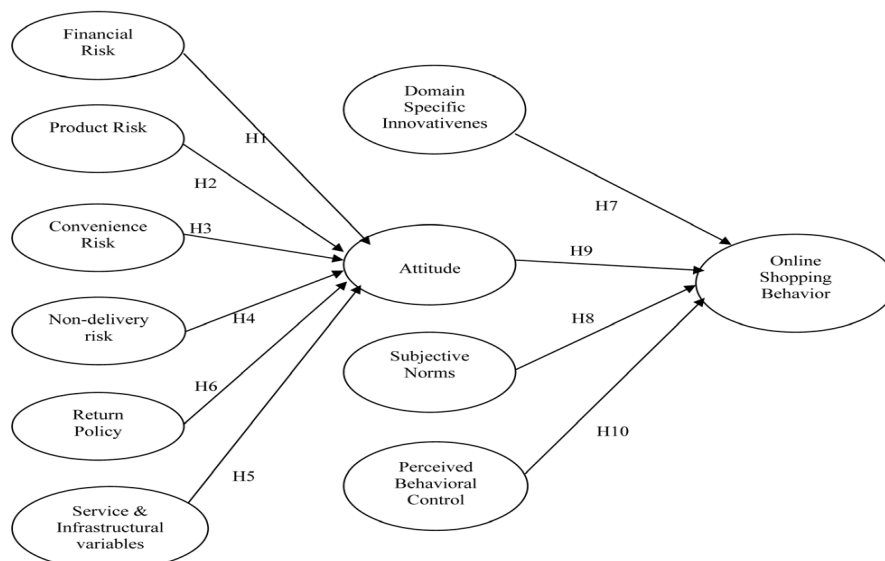 Financial
Risk
Product Risk
Convenience
Risk
Non-delivery
risk
Return
Policy
Service &
Infrastructural
variables
H1
H2
H3
H4
H6
H5
Domain
Specific
Innovativenes
Attitude
Subjective
Norms
Perceived
Behavioral
Control
H7
H9
H8
H10
Online
Shopping
Behavior